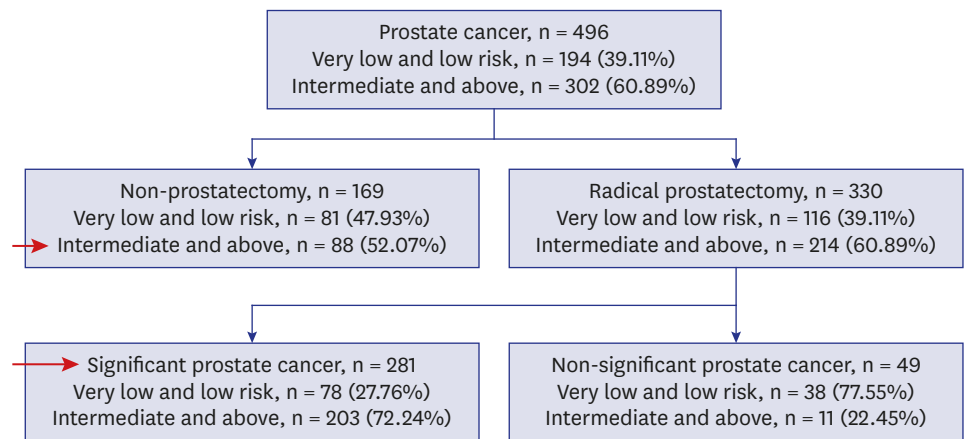 Prostate cancer, n = 496
Very low and low risk, n = 194 (39.11%)
Intermediate and above, n = 302 (60.89%)
Non-prostatectomy, n = 169
Very low and low risk, n = 81 (47.93%)
Intermediate and above, n = 88 (52.07%)
Radical prostatectomy, n = 330
Very low and low risk, n = 116 (39.11%)
Intermediate and above, n = 214 (60.89%)
Significant prostate cancer, n = 281
Very low and low risk, n = 78 (27.76%)
Intermediate and above, n = 203 (72.24%)
Non-significant prostate cancer, n = 49
Very low and low risk, n = 38 (77.55%)
Intermediate and above, n = 11 (22.45%)